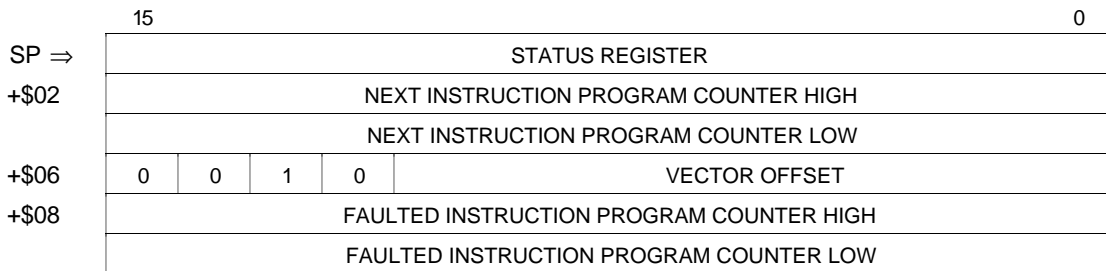 15 0
SP ⇒ STATUS REGISTER
+$02 NEXT INSTRUCTION PROGRAM COUNTER HIGH
NEXT INSTRUCTION PROGRAM COUNTER LOW
+$06 0 0 1 0 VECTOR OFFSET
+$08 FAULTED INSTRUCTION PROGRAM COUNTER HIGH
FAULTED INSTRUCTION PROGRAM COUNTER LOW